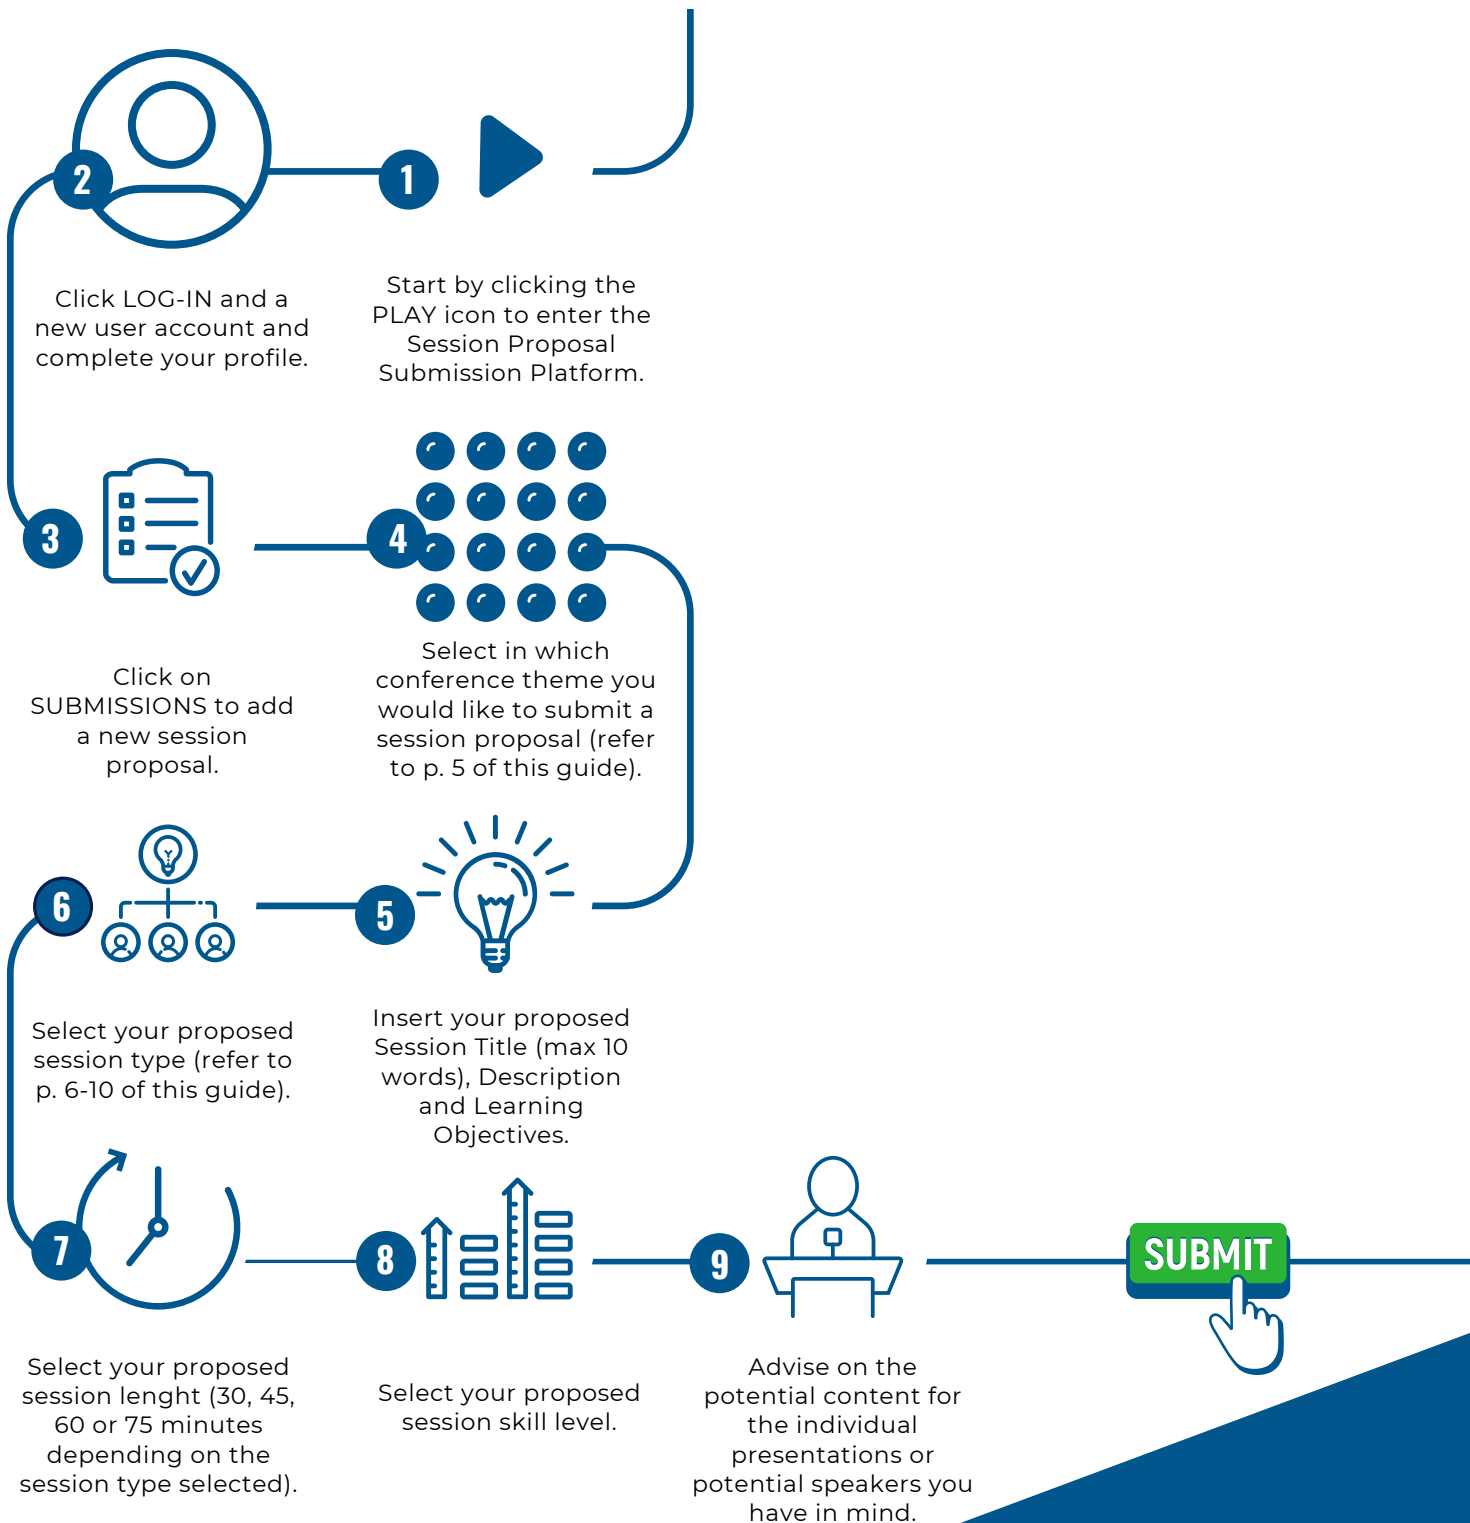 1
Start by clicking the
PLAY icon to enter the
Session Proposal
Submission Platform.
2
Click LOG-IN and a
new user account and
complete your profile.
3
Click on
SUBMISSIONS to add
a new session
proposal.
4
Select in which
conference theme you
would like to submit a
session proposal (refer
to p. 5 of this guide).
5
Insert your proposed
Session Title (max 10
words), Description
and Learning
Objectives.
6
Select your proposed
session type (refer to
p. 6-10 of this guide).
7
Select your proposed
session lenght (30, 45,
60 or 75 minutes
depending on the
session type selected).
8
Select your proposed
session skill level.
9
Advise on the
potential content for
the individual
presentations or
potential speakers you
have in mind.
SUBMIT